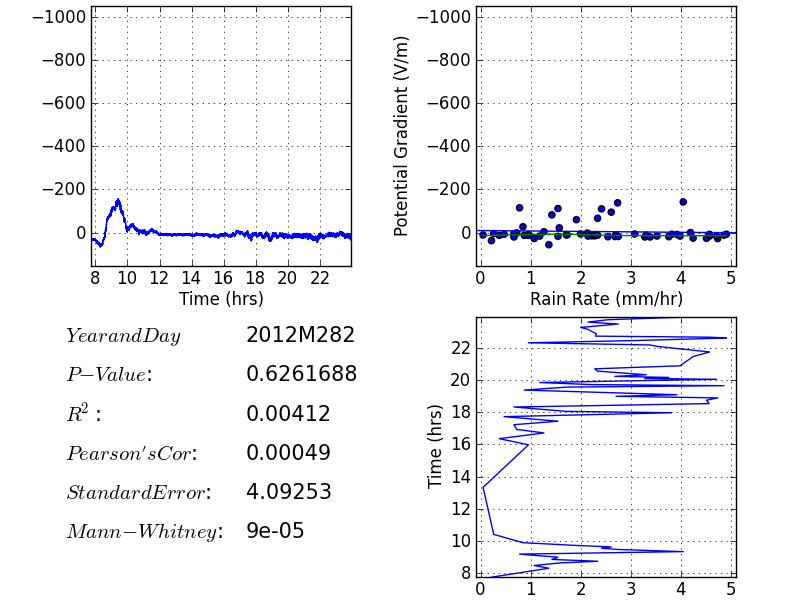 −1000
−800
−600
−400
−200
0
8 10 12 14 16 18 20 22
Time (hrs)
Potential Gradient (V/m)
−1000
−800
−600
−400
−200
0
0 1 2 3 4 5
Rain Rate (mm/hr)
YearandDay 2012M282
P−Value: 0.6261688
R² : 0.00412
Pearson'sCor: 0.00049
StandardError: 4.09253
Mann−Whitney: 9e-05
Time (hrs)
22
20
18
16
14
12
10
8
0 1 2 3 4 5